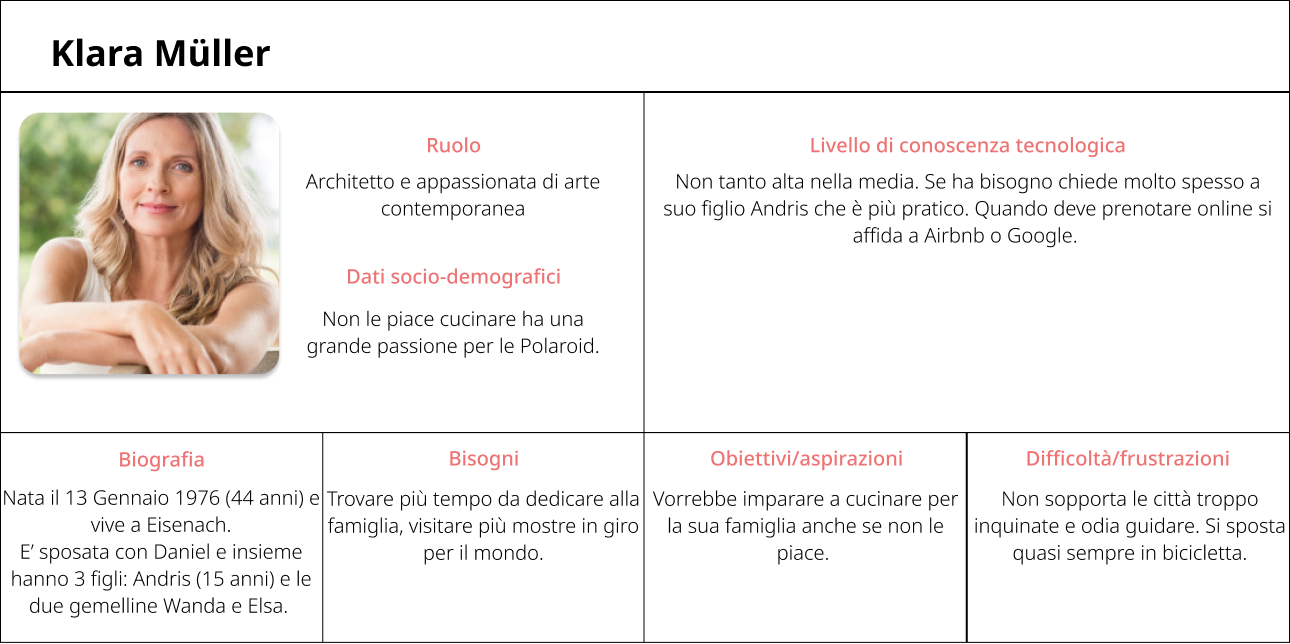 Klara Müller
Ruolo
Architetto e appassionata di arte
contemporanea
Dati socio-demografici
Non le piace cucinare ha una
grande passione per le Polaroid.
Livello di conoscenza tecnologica
Non tanto alta nella media. Se ha bisogno chiede molto spesso a
suo figlio Andris che è più pratico. Quando deve prenotare online si
affida a Airbnb o Google.
Biografia
Nata il 13 Gennaio 1976 (44 anni) e
vive a Eisenach.
E’ sposata con Daniel e insieme
hanno 3 figli: Andris (15 anni) e le
due gemelline Wanda e Elsa.
Bisogni
Trovare più tempo da dedicare alla
famiglia, visitare più mostre in giro
per il mondo.
Obiettivi/aspirazioni
Vorrebbe imparare a cucinare per
la sua famiglia anche se non le
piace.
Difficoltà/frustrazioni
Non sopporta le città troppo
inquinate e odia guidare. Si sposta
quasi sempre in bicicletta.